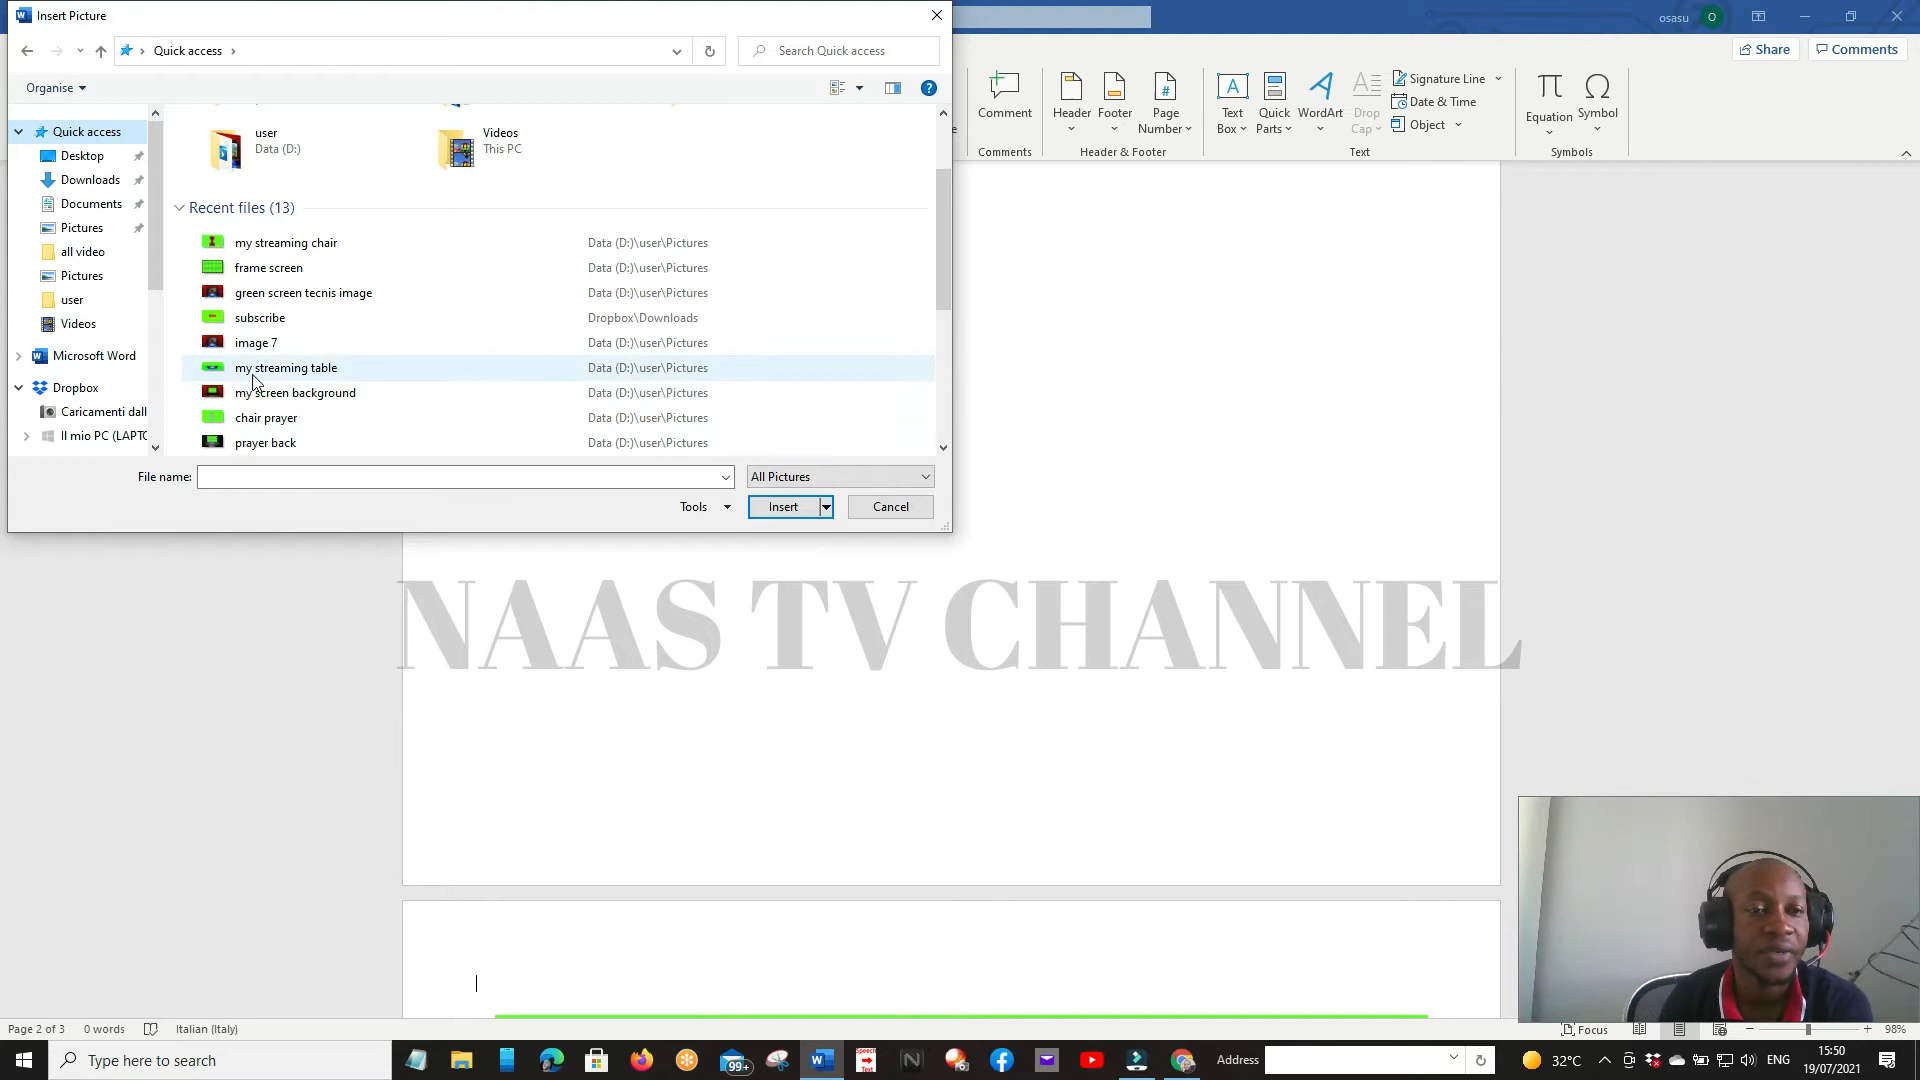 Insert Picture
osasu
O
Quick access
Search Quick access
Share
Comments
Organise
Quick access
Desktop
Downloads
Documents
Pictures
all video
Pictures
user
Videos
Microsoft Word
Dropbox
Caricamenti dall
Il mio PC (LAPTO
user
Data (D:)
Videos
This PC
Recent files (13)
my streaming chair Data (D:)\user\Pictures
frame screen Data (D:)\user\Pictures
green screen tecnis image Data (D:)\user\Pictures
subscribe Dropbox\Downloads
image 7 Data (D:)\user\Pictures
my streaming table Data (D:)\user\Pictures
my screen background Data (D:)\user\Pictures
chair prayer Data (D:)\user\Pictures
prayer back Data (D:)\user\Pictures
File name:
All Pictures
Tools
Insert
Cancel
Comment
Comments
Header
Footer
Page Number
Header & Footer
Text Box
Quick Parts
WordArt
Drop Cap
Signature Line
Date & Time
Object
Text
Equation
Symbol
Symbols
NAAS TV CHANNEL
Page 2 of 3
0 words
Italian (Italy)
Focus
98%
Type here to search
99+
Speech
Text
Address
32°C
ENG
15:50
19/07/2021